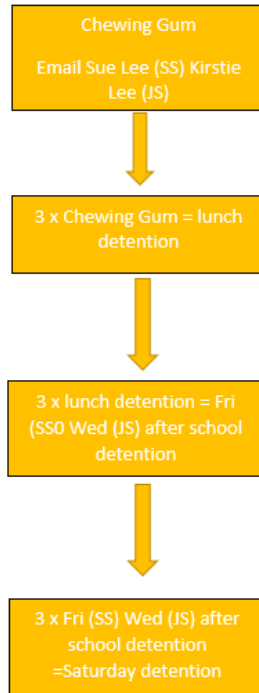 Chewing Gum
Email Sue Lee (SS) Kirstie
Lee (JS)
3 x Chewing Gum = lunch
detention
3 x lunch detention = Fri
(SS0 Wed (JS) after school
detention
3 x Fri (SS) Wed (JS) after
school detention
=Saturday detention